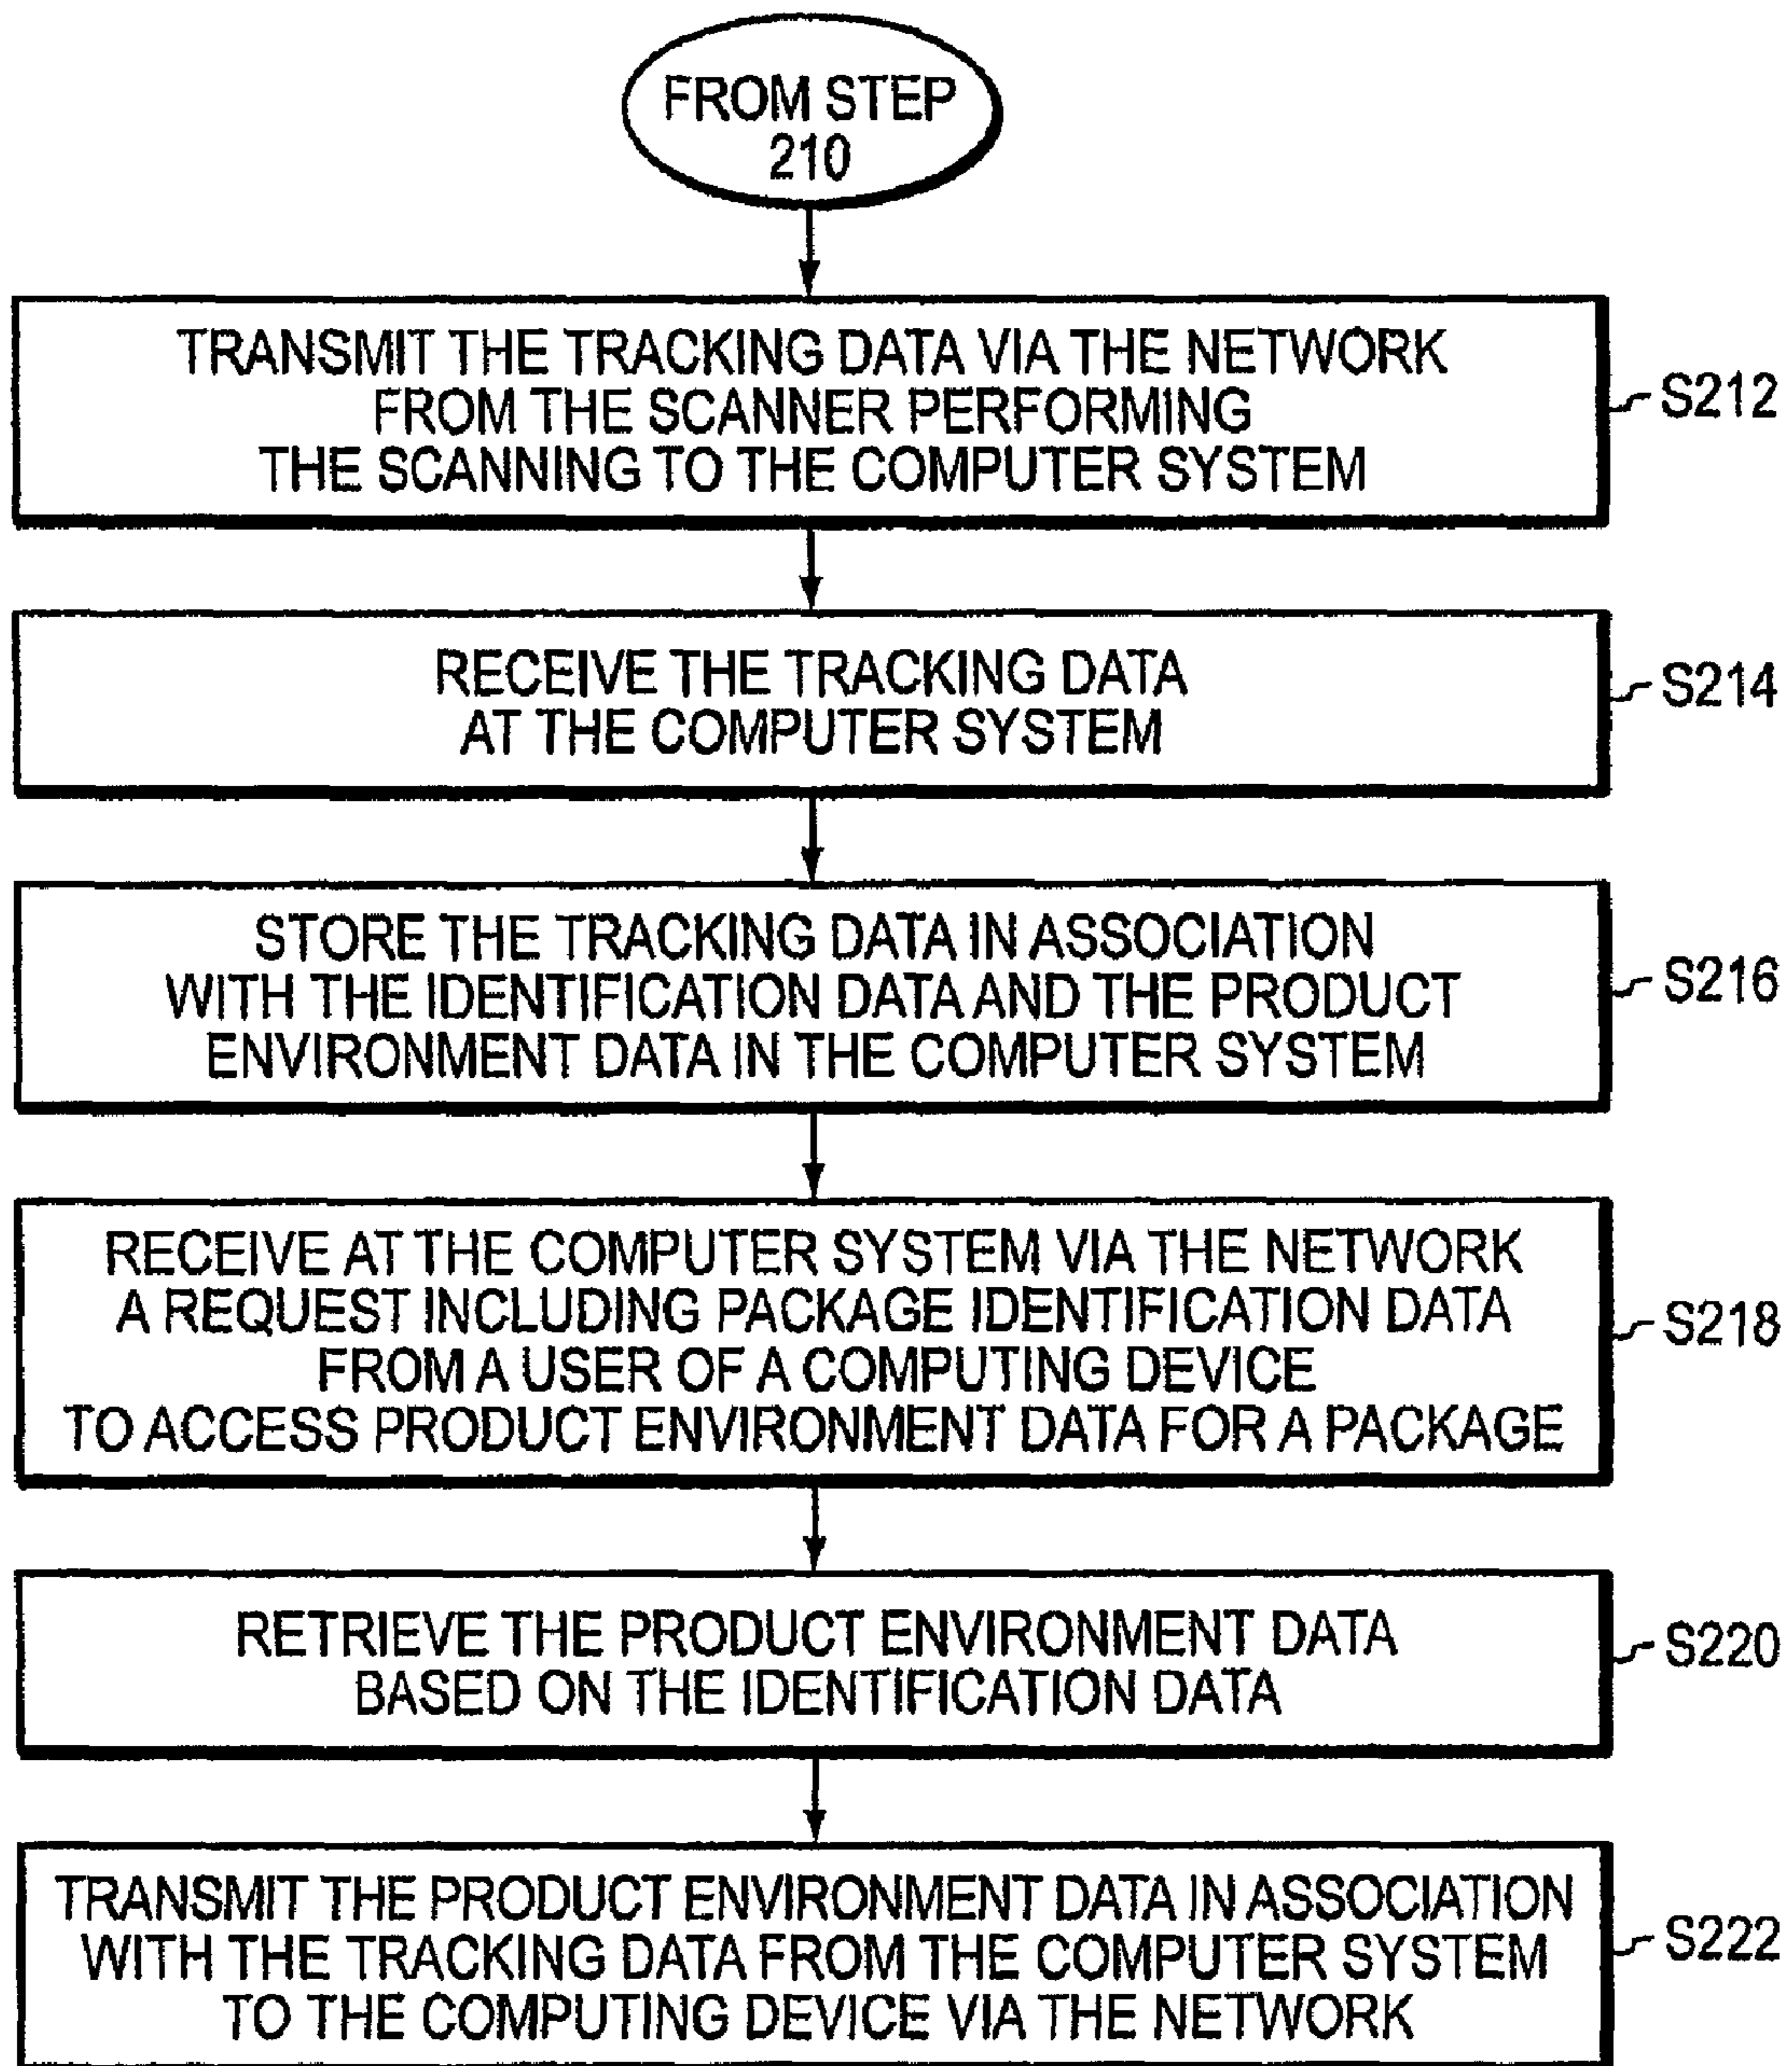 FROM STEP
210
TRANSMIT THE TRACKING DATA VIA THE NETWORK
FROM THE SCANNER PERFORMING
THE SCANNING TO THE COMPUTER SYSTEM
S212
RECEIVE THE TRACKING DATA
AT THE COMPUTER SYSTEM
S214
STORE THE TRACKING DATA IN ASSOCIATION
WITH THE IDENTIFICATION DATA AND THE PRODUCT
ENVIRONMENT DATA IN THE COMPUTER SYSTEM
S216
RECEIVE AT THE COMPUTER SYSTEM VIA THE NETWORK
A REQUEST INCLUDING PACKAGE IDENTIFICATION DATA
FROM A USER OF A COMPUTING DEVICE
TO ACCESS PRODUCT ENVIRONMENT DATA FOR A PACKAGE
S218
RETRIEVE THE PRODUCT ENVIRONMENT DATA
BASED ON THE IDENTIFICATION DATA
S220
TRANSMIT THE PRODUCT ENVIRONMENT DATA IN ASSOCIATION
WITH THE TRACKING DATA FROM THE COMPUTER SYSTEM
TO THE COMPUTING DEVICE VIA THE NETWORK
S222